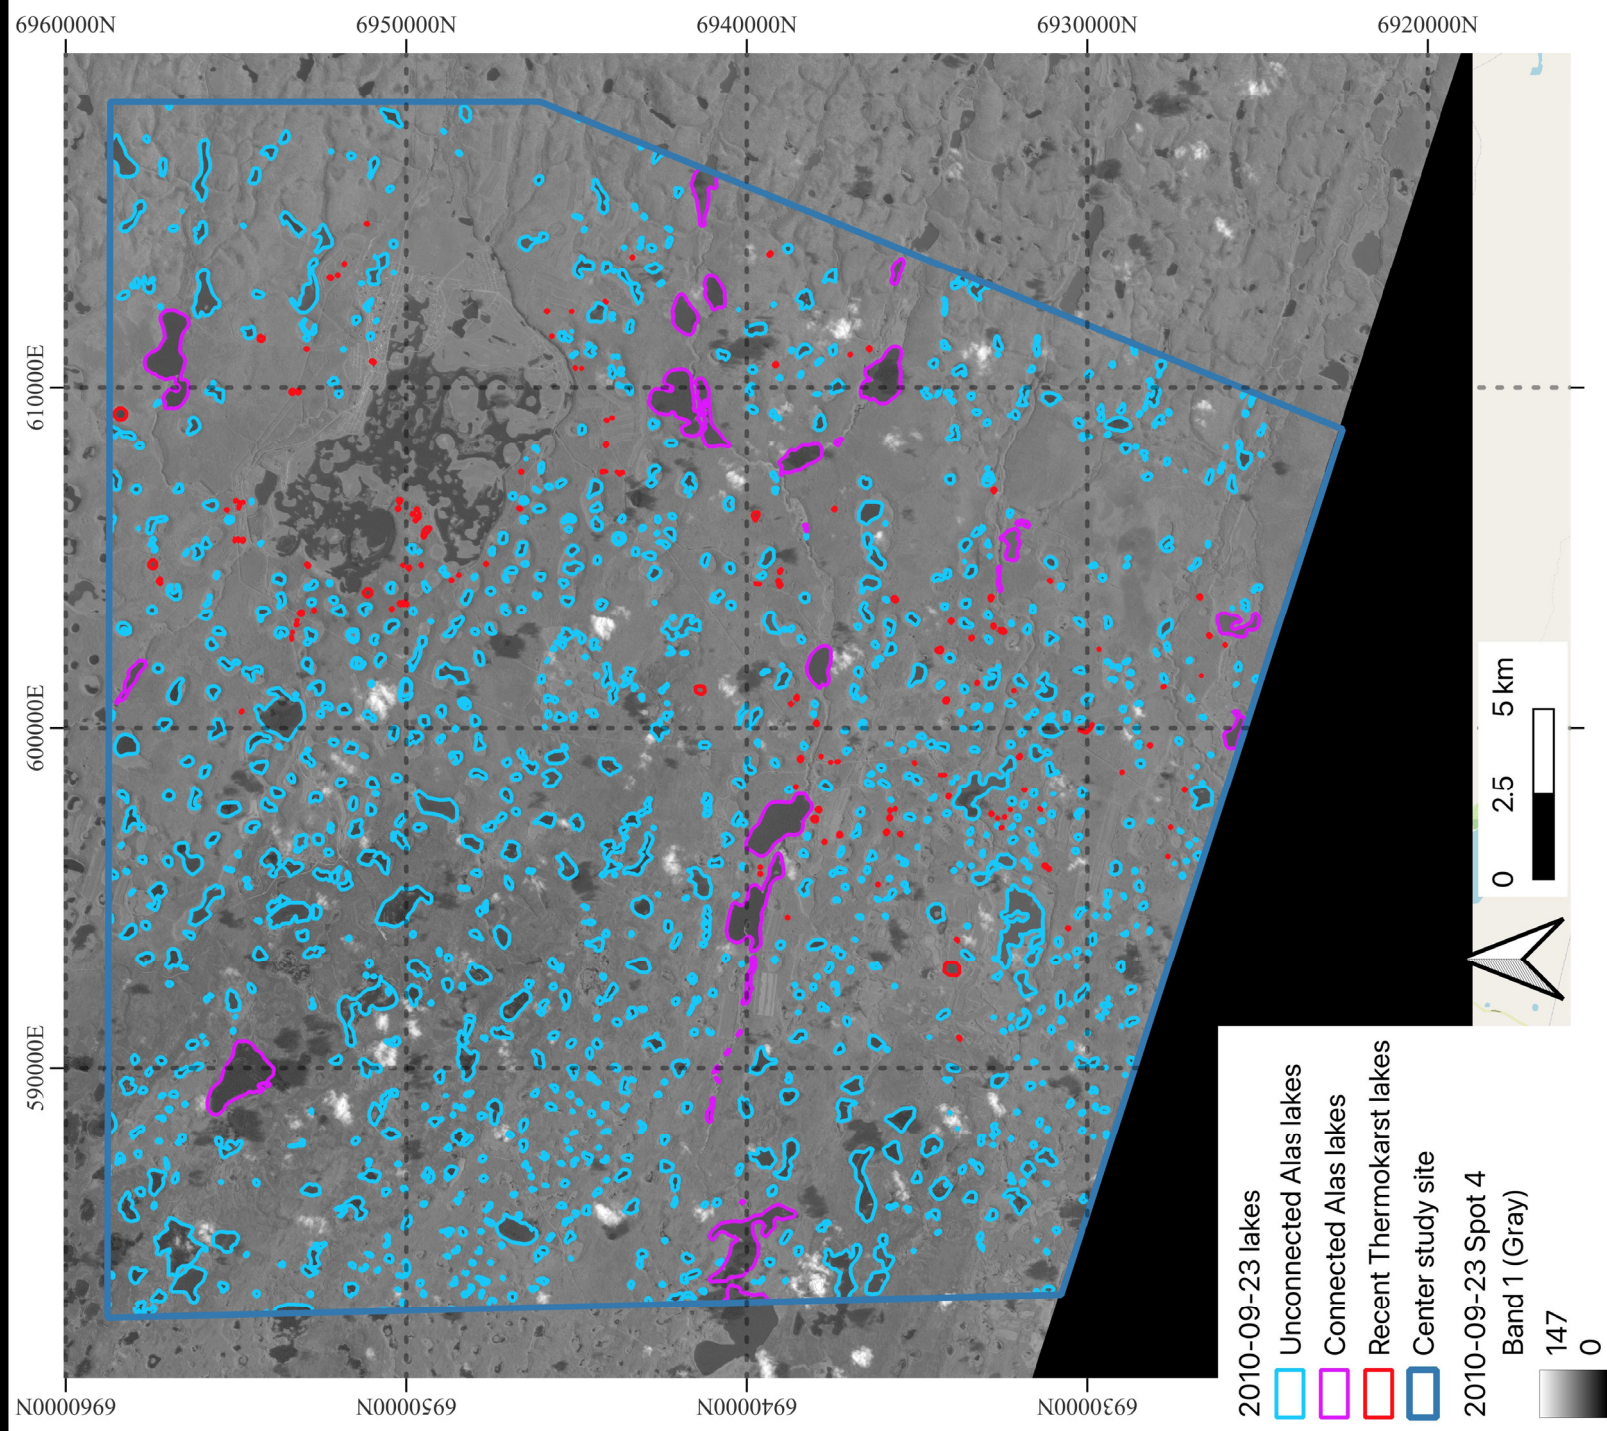 6960000N
6950000N
6940000N
6930000N
6920000N
610000E
600000E
590000E
6960000N
6950000N
6940000N
6930000N
0 2.5 5 km
2010-09-23 lakes
Unconnected Alas lakes
Connected Alas lakes
Recent Thermokarst lakes
Center study site
2010-09-23 Spot 4
Band 1 (Gray)
147
0